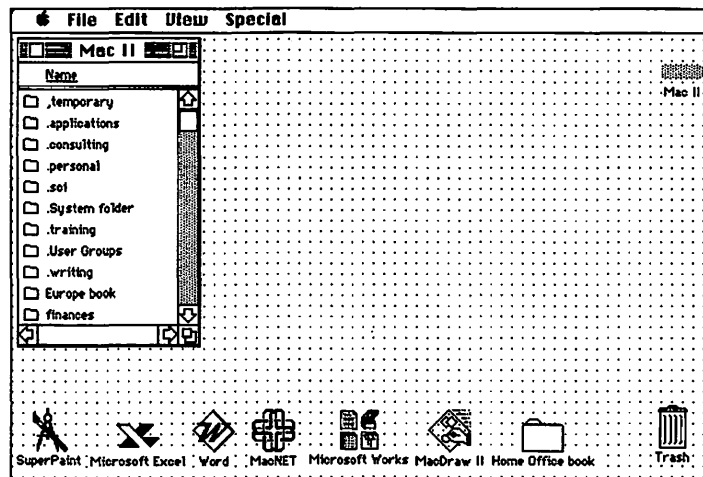 File Edit View Special
Mac II
Name
,temporary
.applications
.consulting
.personal
.soi
.System folder
.training
.User Groups
.writing
Europe book
finances
Mac II
SuperPaint Microsoft Excel Word MacNET Microsoft Works MacDraw II Home Office book Trash